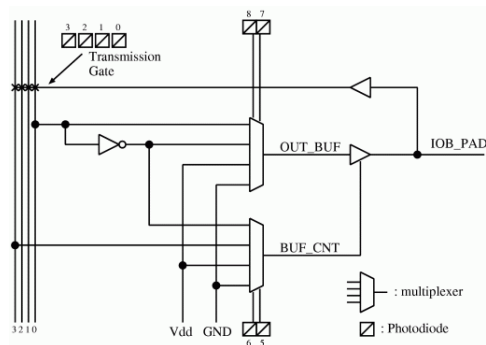 8 7
3 2 1 0
Transmission
Gate
OUT_BUF
IOB_PAD
BUF_CNT
: multiplexer
3 2 1 0
Vdd
GND
6 5
: Photodiode